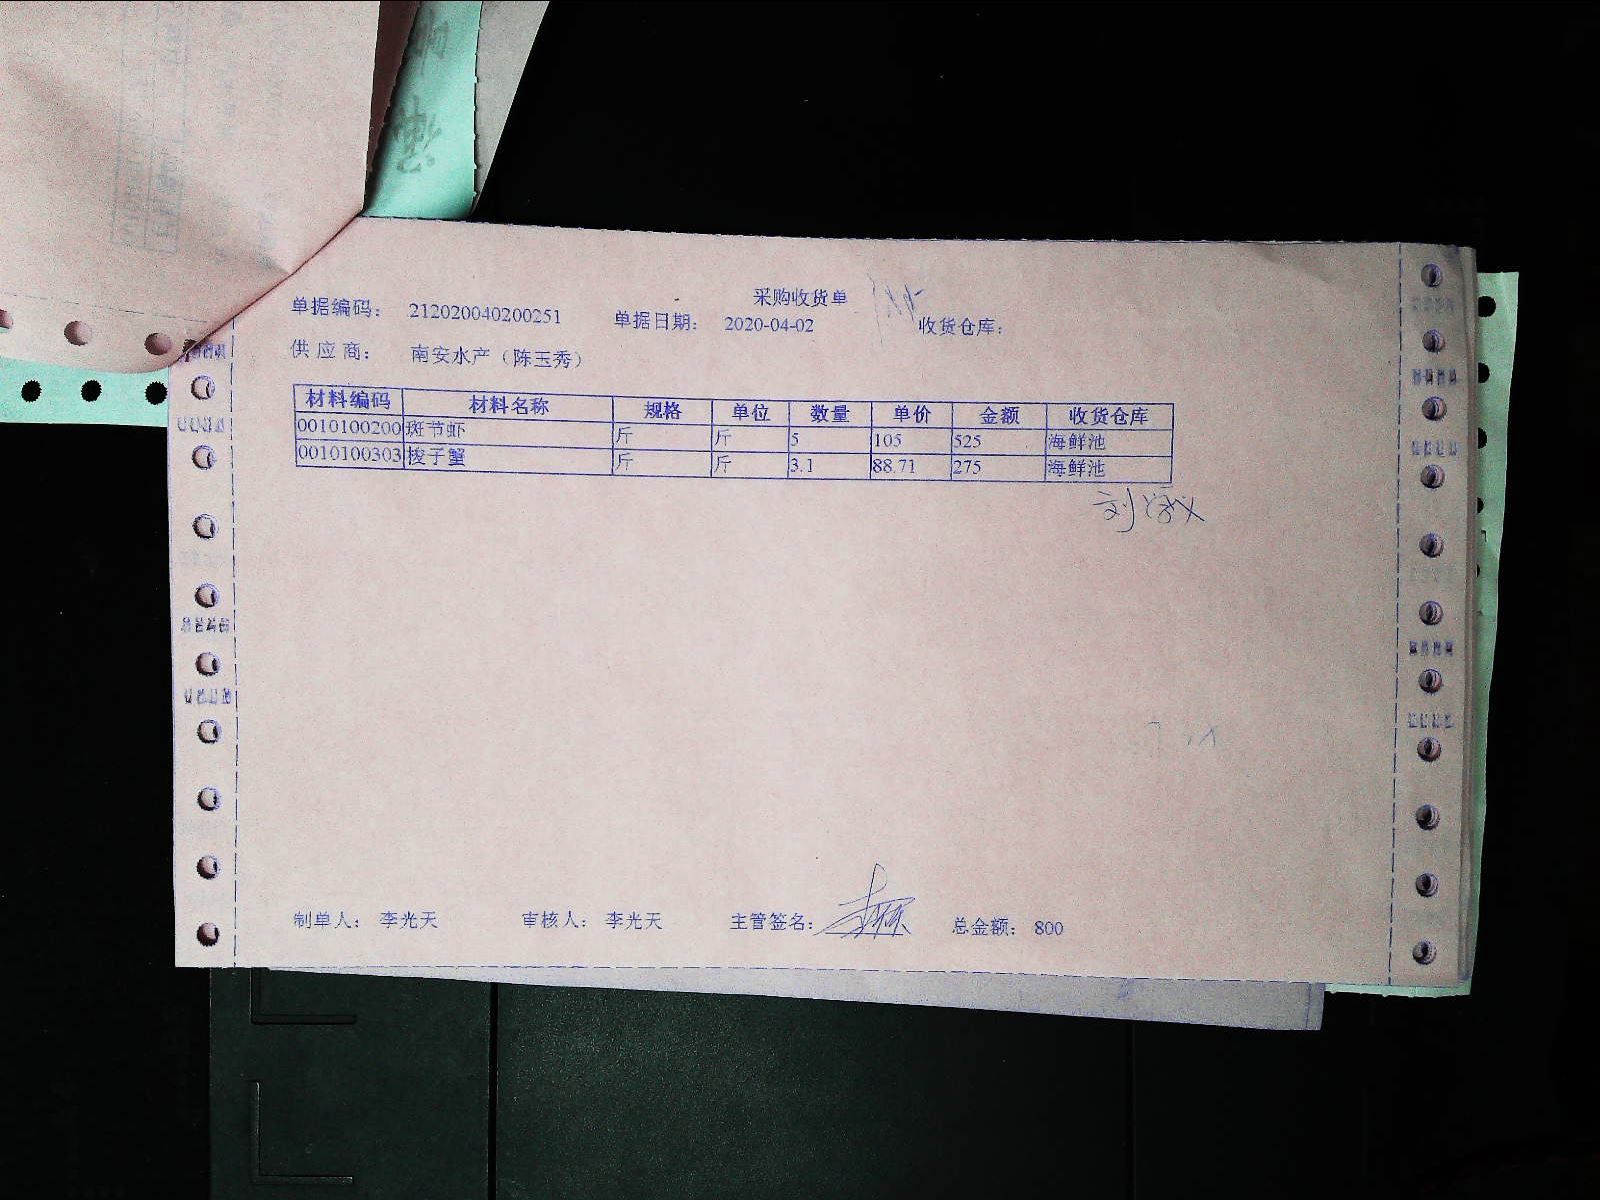 采购收货单
单据编码： 212020040200251 单据日期： 2020-04-02 收货仓库：
供 应 商： 南安水产（陈玉秀）
材料编码 材料名称 规格 单位 数量 单价 金额 收货仓库
0010100200 斑节虾 斤 斤 5 105 525 海鲜池
0010100303 梭子蟹 斤 斤 3.1 88.71 275 海鲜池
制单人： 李光天 审核人： 李光天 主管签名： 总金额： 800